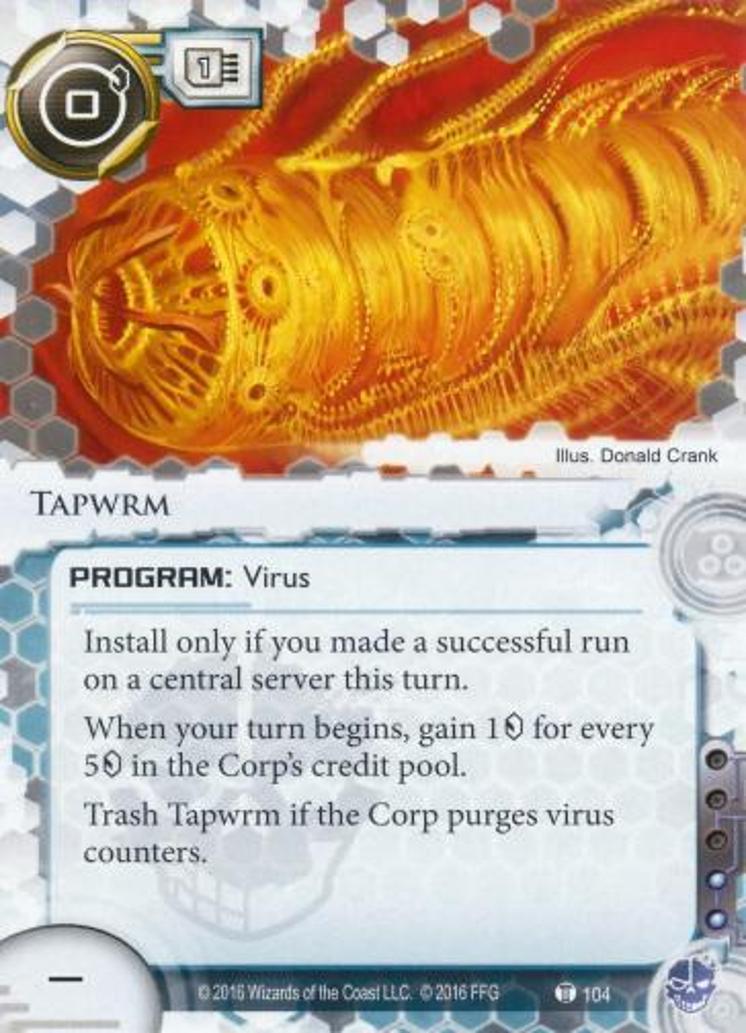 1
Illus. Donald Crank
TAPWRM
PROGRAM: Virus
Install only if you made a successful run
on a central server this turn.
When your turn begins, gain 1 for every
5 in the Corp's credit pool.
Trash Tapwrm if the Corp purges virus
counters.
–
© 2016 Wizards of the Coast LLC. © 2016 FFG 104